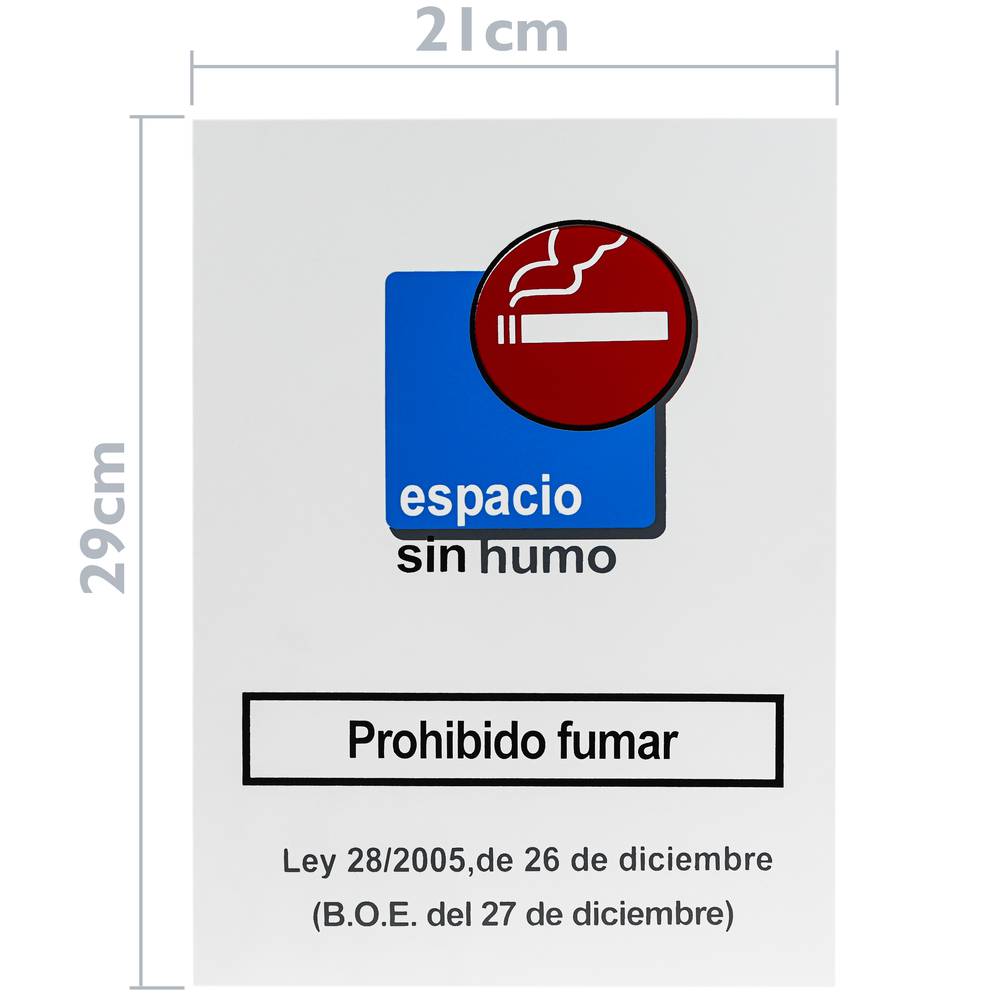 21cm
29cm
espacio
sin humo
Prohibido fumar
Ley 28/2005,de 26 de diciembre
(B.O.E. del 27 de diciembre)